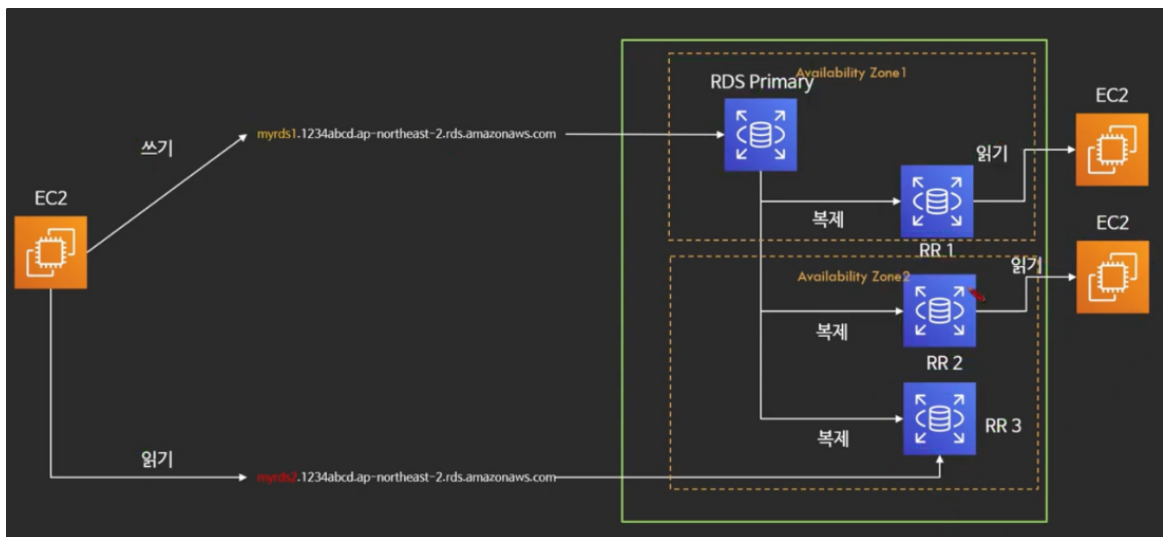 Availability Zone1
RDS Primary
EC2
쓰기
myrds1.1234abcd.ap-northeast-2.rds.amazonaws.com
읽기
EC2
복제
RR 1
EC2
읽기
Availability Zone2
복제
RR 2
RR 3
복제
읽기
myrds2.1234abcd.ap-northeast-2.rds.amazonaws.com